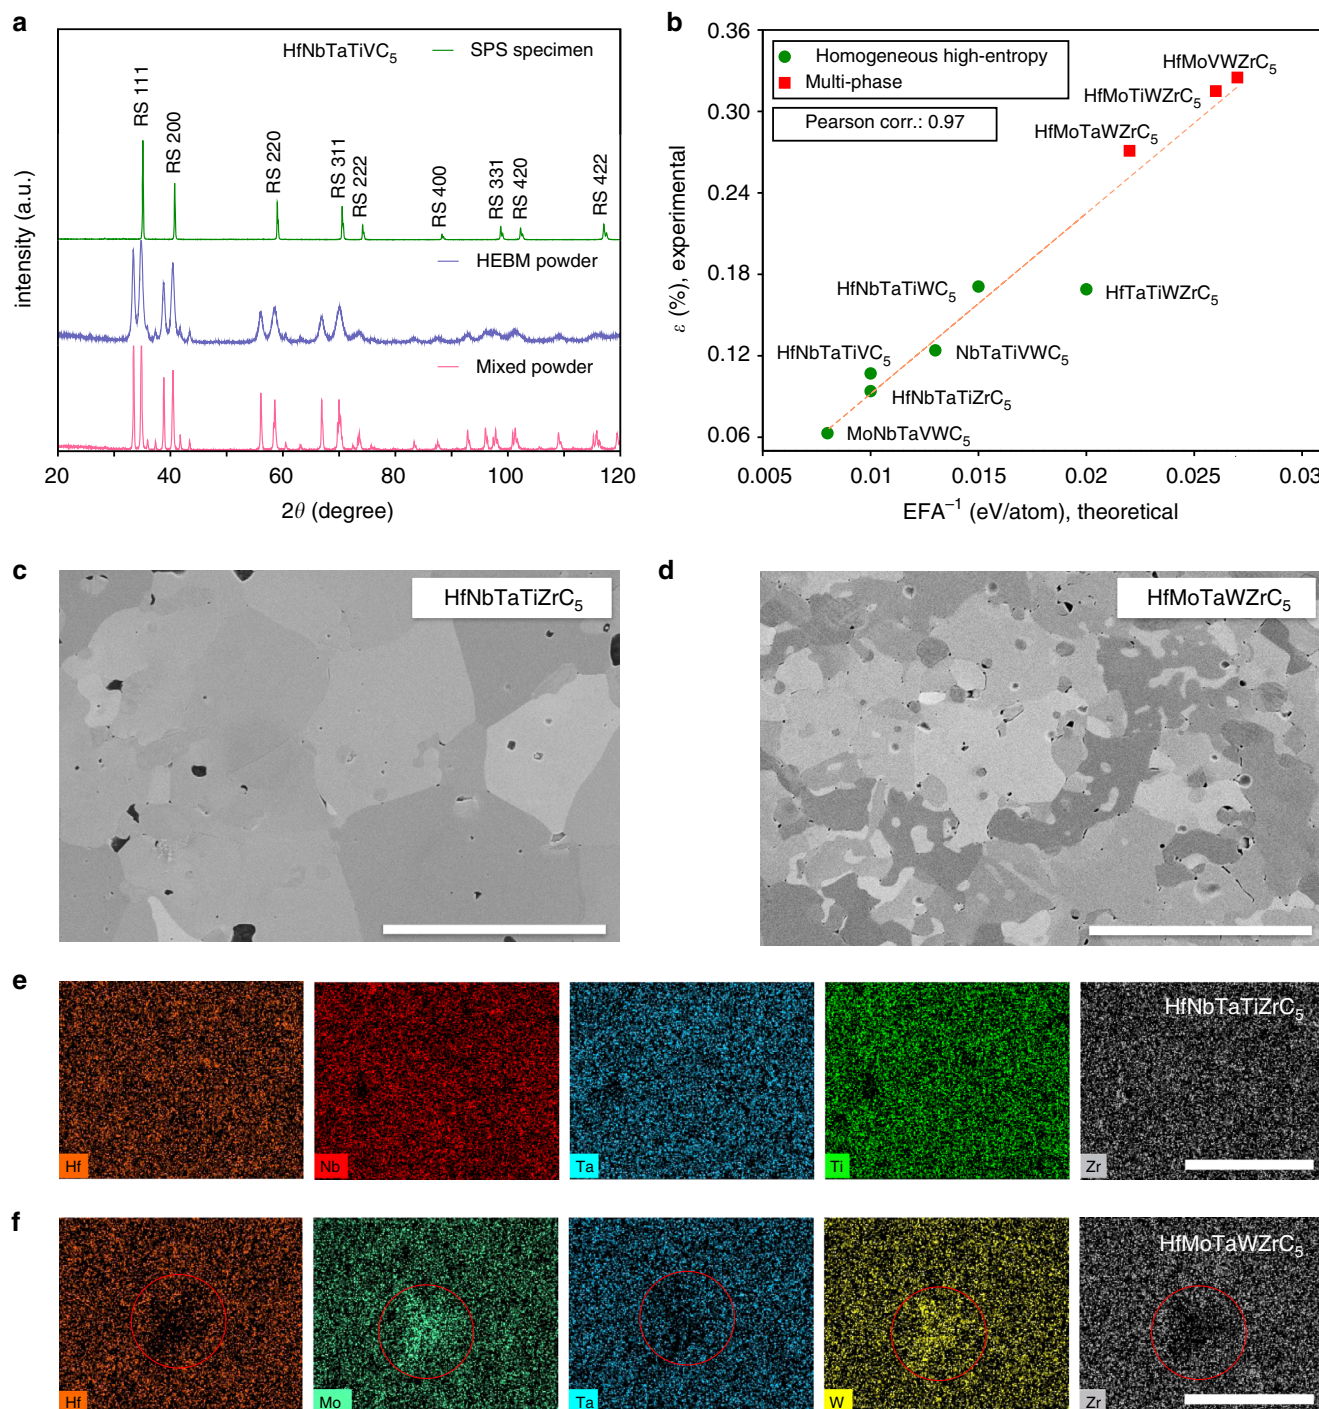 a
HfNbTaTiVC5
SPS specimen
RS 111
RS 200
RS 220
RS 311
RS 222
RS 400
RS 331
RS 420
RS 422
HEBM powder
Mixed powder
intensity (a.u.)
20
40
60
80
100
120
2θ (degree)
b
0.36
0.30
0.24
0.18
0.12
0.06
ε (%), experimental
Homogeneous high-entropy
Multi-phase
Pearson corr.: 0.97
HfMoVWZrC5
HfMoTiWZrC5
HfMoTaWZrC5
HfNbTaTiWC5
HfTaTiWZrC5
HfNbTaTiVC5
NbTaTiVWC5
HfNbTaTiZrC5
MoNbTaVWC5
0.005
0.01
0.015
0.02
0.025
0.03
EFA⁻¹ (eV/atom), theoretical
c
HfNbTaTiZrC5
d
HfMoTaWZrC5
e
HfNbTaTiZrC5
Hf
Nb
Ta
Ti
Zr
f
HfMoTaWZrC5
Hf
Mo
Ta
W
Zr